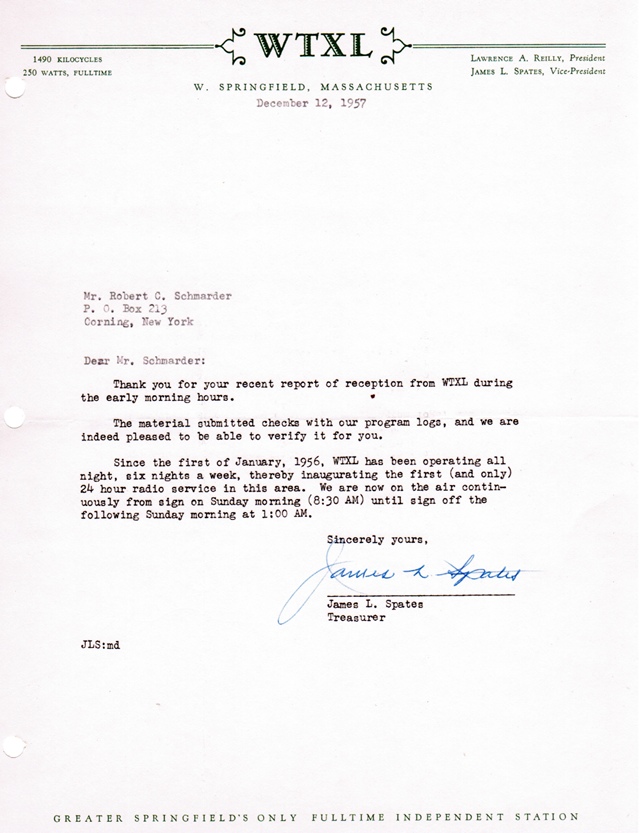 WTXL
1490 KILOCYCLES
250 WATTS, FULLTIME
LAWRENCE A. REILLY, President
JAMES L. SPATES, Vice-President
W. SPRINGFIELD, MASSACHUSETTS
December 12, 1957
Mr. Robert C. Schmarder
P. O. Box 213
Corning, New York
Dear Mr. Schmarder:
Thank you for your recent report of reception from WTXL during
the early morning hours.
The material submitted checks with our program logs, and we are
indeed pleased to be able to verify it for you.
Since the first of January, 1956, WTXL has been operating all
night, six nights a week, thereby inaugurating the first (and only)
24 hour radio service in this area. We are now on the air contin-
uously from sign on Sunday morning (8:30 AM) until sign off the
following Sunday morning at 1:00 AM.
Sincerely yours,
James L. Spates
James L. Spates
Treasurer
JLS:md
GREATER SPRINGFIELD'S ONLY FULLTIME INDEPENDENT STATION